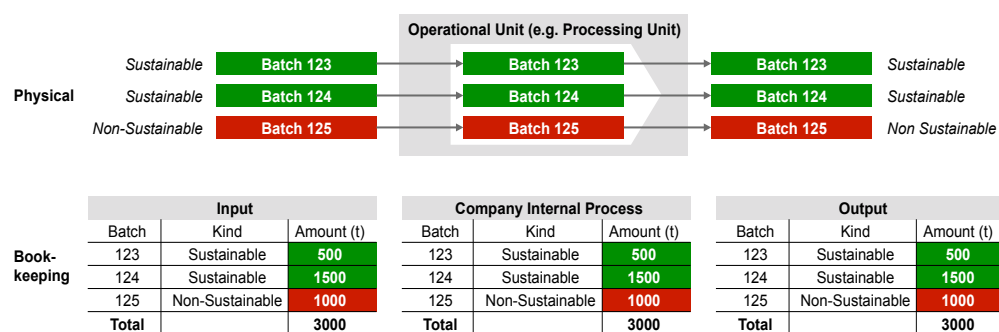 Operational Unit (e.g. Processing Unit)
Sustainable Batch 123 Batch 123 Batch 123 Sustainable
Physical Sustainable Batch 124 Batch 124 Batch 124 Sustainable
Non-Sustainable Batch 125 Batch 125 Batch 125 Non Sustainable
Input Company Internal Process Output
Batch Kind Amount (t) Batch Kind Amount (t) Batch Kind Amount (t)
Book-
keeping
123 Sustainable 500 123 Sustainable 500 123 Sustainable 500
124 Sustainable 1500 124 Sustainable 1500 124 Sustainable 1500
125 Non-Sustainable 1000 125 Non-Sustainable 1000 125 Non-Sustainable 1000
Total 3000 Total 3000 Total 3000